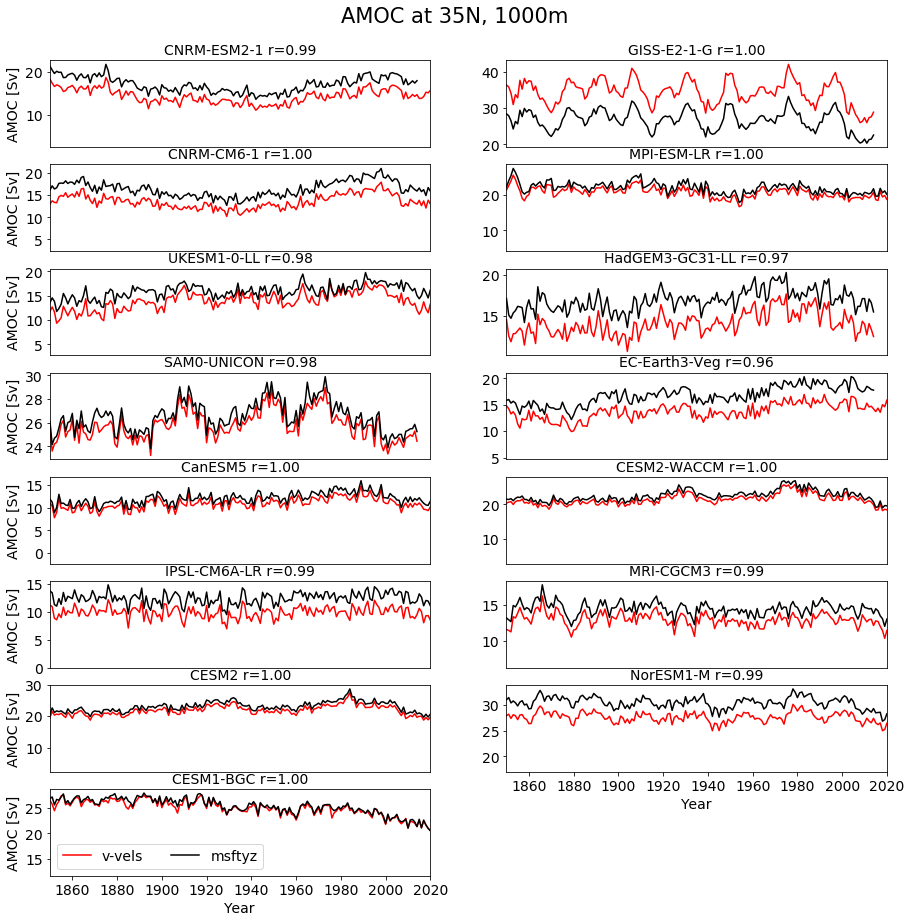 AMOC at 35N, 1000m
CNRM-ESM2-1 r=0.99
AMOC [Sv]
20
10
GISS-E2-1-G r=1.00
40
30
20
CNRM-CM6-1 r=1.00
AMOC [Sv]
20
15
10
5
MPI-ESM-LR r=1.00
20
10
UKESM1-0-LL r=0.98
AMOC [Sv]
20
15
10
5
HadGEM3-GC31-LL r=0.97
20
15
SAM0-UNICON r=0.98
AMOC [Sv]
30
28
26
24
EC-Earth3-Veg r=0.96
20
15
10
5
CanESM5 r=1.00
AMOC [Sv]
15
10
5
0
CESM2-WACCM r=1.00
20
10
IPSL-CM6A-LR r=0.99
AMOC [Sv]
15
10
5
0
MRI-CGCM3 r=0.99
15
10
CESM2 r=1.00
AMOC [Sv]
30
20
10
NorESM1-M r=0.99
30
25
20
1860 1880 1900 1920 1940 1960 1980 2000 2020
Year
CESM1-BGC r=1.00
AMOC [Sv]
25
20
15
v-vels msftyz
1860 1880 1900 1920 1940 1960 1980 2000 2020
Year